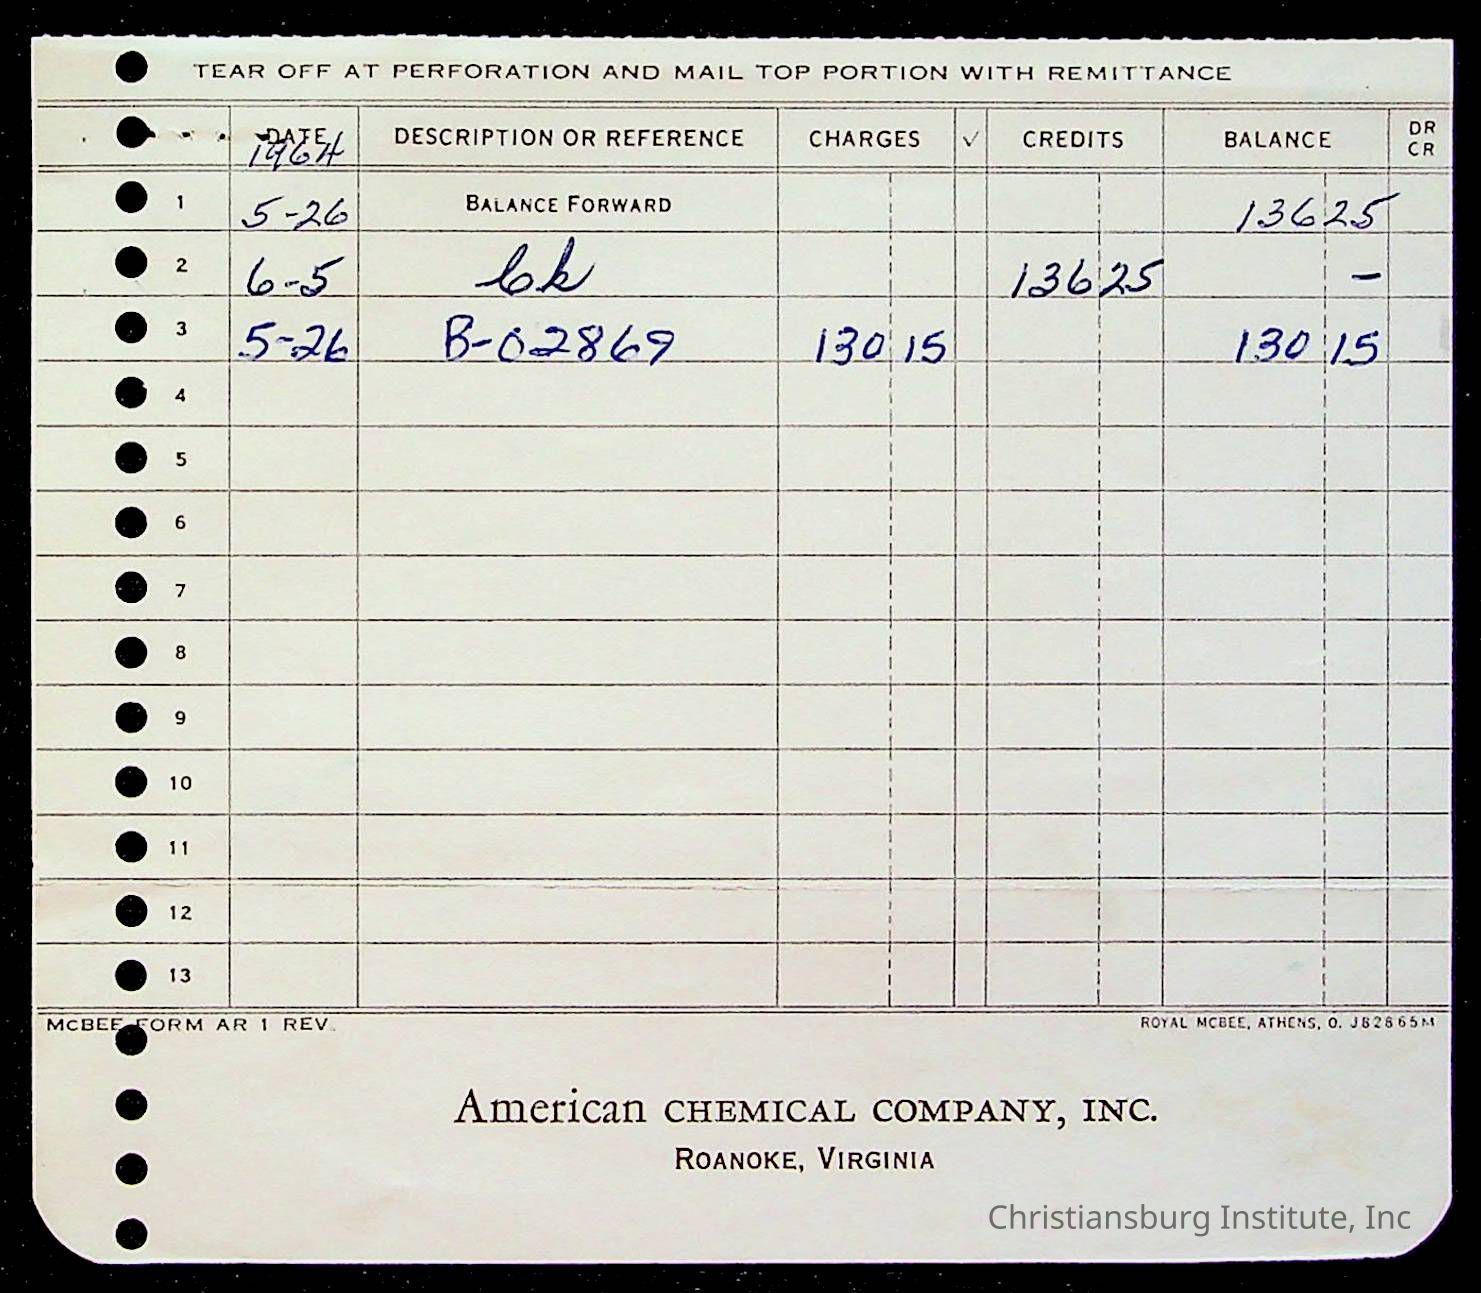 TEAR OFF AT PERFORATION AND MAIL TOP PORTION WITH REMITTANCE
DATE DESCRIPTION OR REFERENCE CHARGES ✓ CREDITS BALANCE DR CR
1964
1 5-26 BALANCE FORWARD 136 25
2 6-5 Ck 136 25 –
3 5-26 B-02869 130 15 130 15
4
5
6
7
8
9
10
11
12
13
MCBEE FORM AR 1 REV. ROYAL MCBEE, ATHENS, O. JB2865M
American CHEMICAL COMPANY, INC.
ROANOKE, VIRGINIA
Christiansburg Institute, Inc